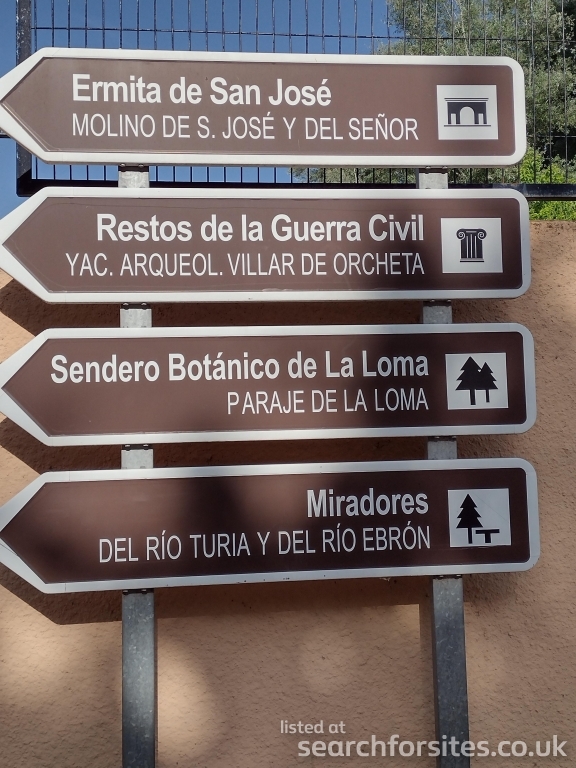 Ermita de San José
MOLINO DE S. JOSÉ Y DEL SEÑOR
Restos de la Guerra Civil
YAC. ARQUEOL. VILLAR DE ORCHETA
Sendero Botánico de La Loma
PARAJE DE LA LOMA
Miradores
DEL RÍO TURIA Y DEL RÍO EBRÓN
listed at
searchforsites.co.uk